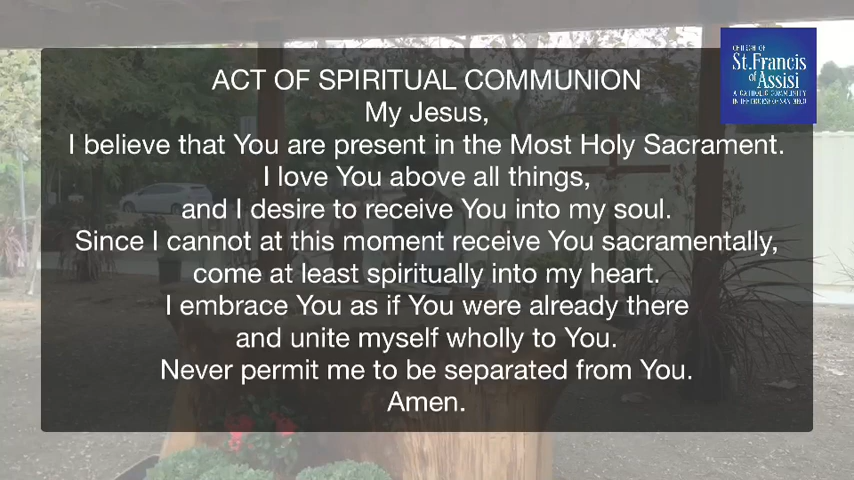 ACT OF SPIRITUAL COMMUNION
My Jesus,
I believe that You are present in the Most Holy Sacrament.
I love You above all things,
and I desire to receive You into my soul.
Since I cannot at this moment receive You sacramentally,
come at least spiritually into my heart.
I embrace You as if You were already there
and unite myself wholly to You.
Never permit me to be separated from You.
Amen.
CHURCH OF
St. Francis
of Assisi
A CATHOLIC COMMUNITY
IN THE DIOCESE OF SAN DIEGO